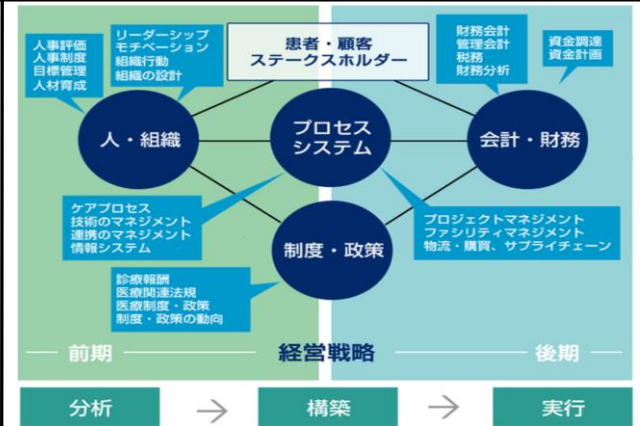 人事評価
人事制度
目標管理
人材育成
リーダーシップ
モチベーション
組織行動
組織の設計
患者・顧客
ステークスホルダー
財務会計
管理会計
税務
財務分析
資金調達
資金計画
人・組織
プロセス
システム
会計・財務
ケアプロセス
技術のマネジメント
連携のマネジメント
情報システム
プロジェクトマネジメント
ファシリティマネジメント
物流・購買、サプライチェーン
制度・政策
診療報酬
医療関連法規
医療制度・政策
制度・政策の動向
前期
経営戦略
後期
分析
→
構築
→
実行